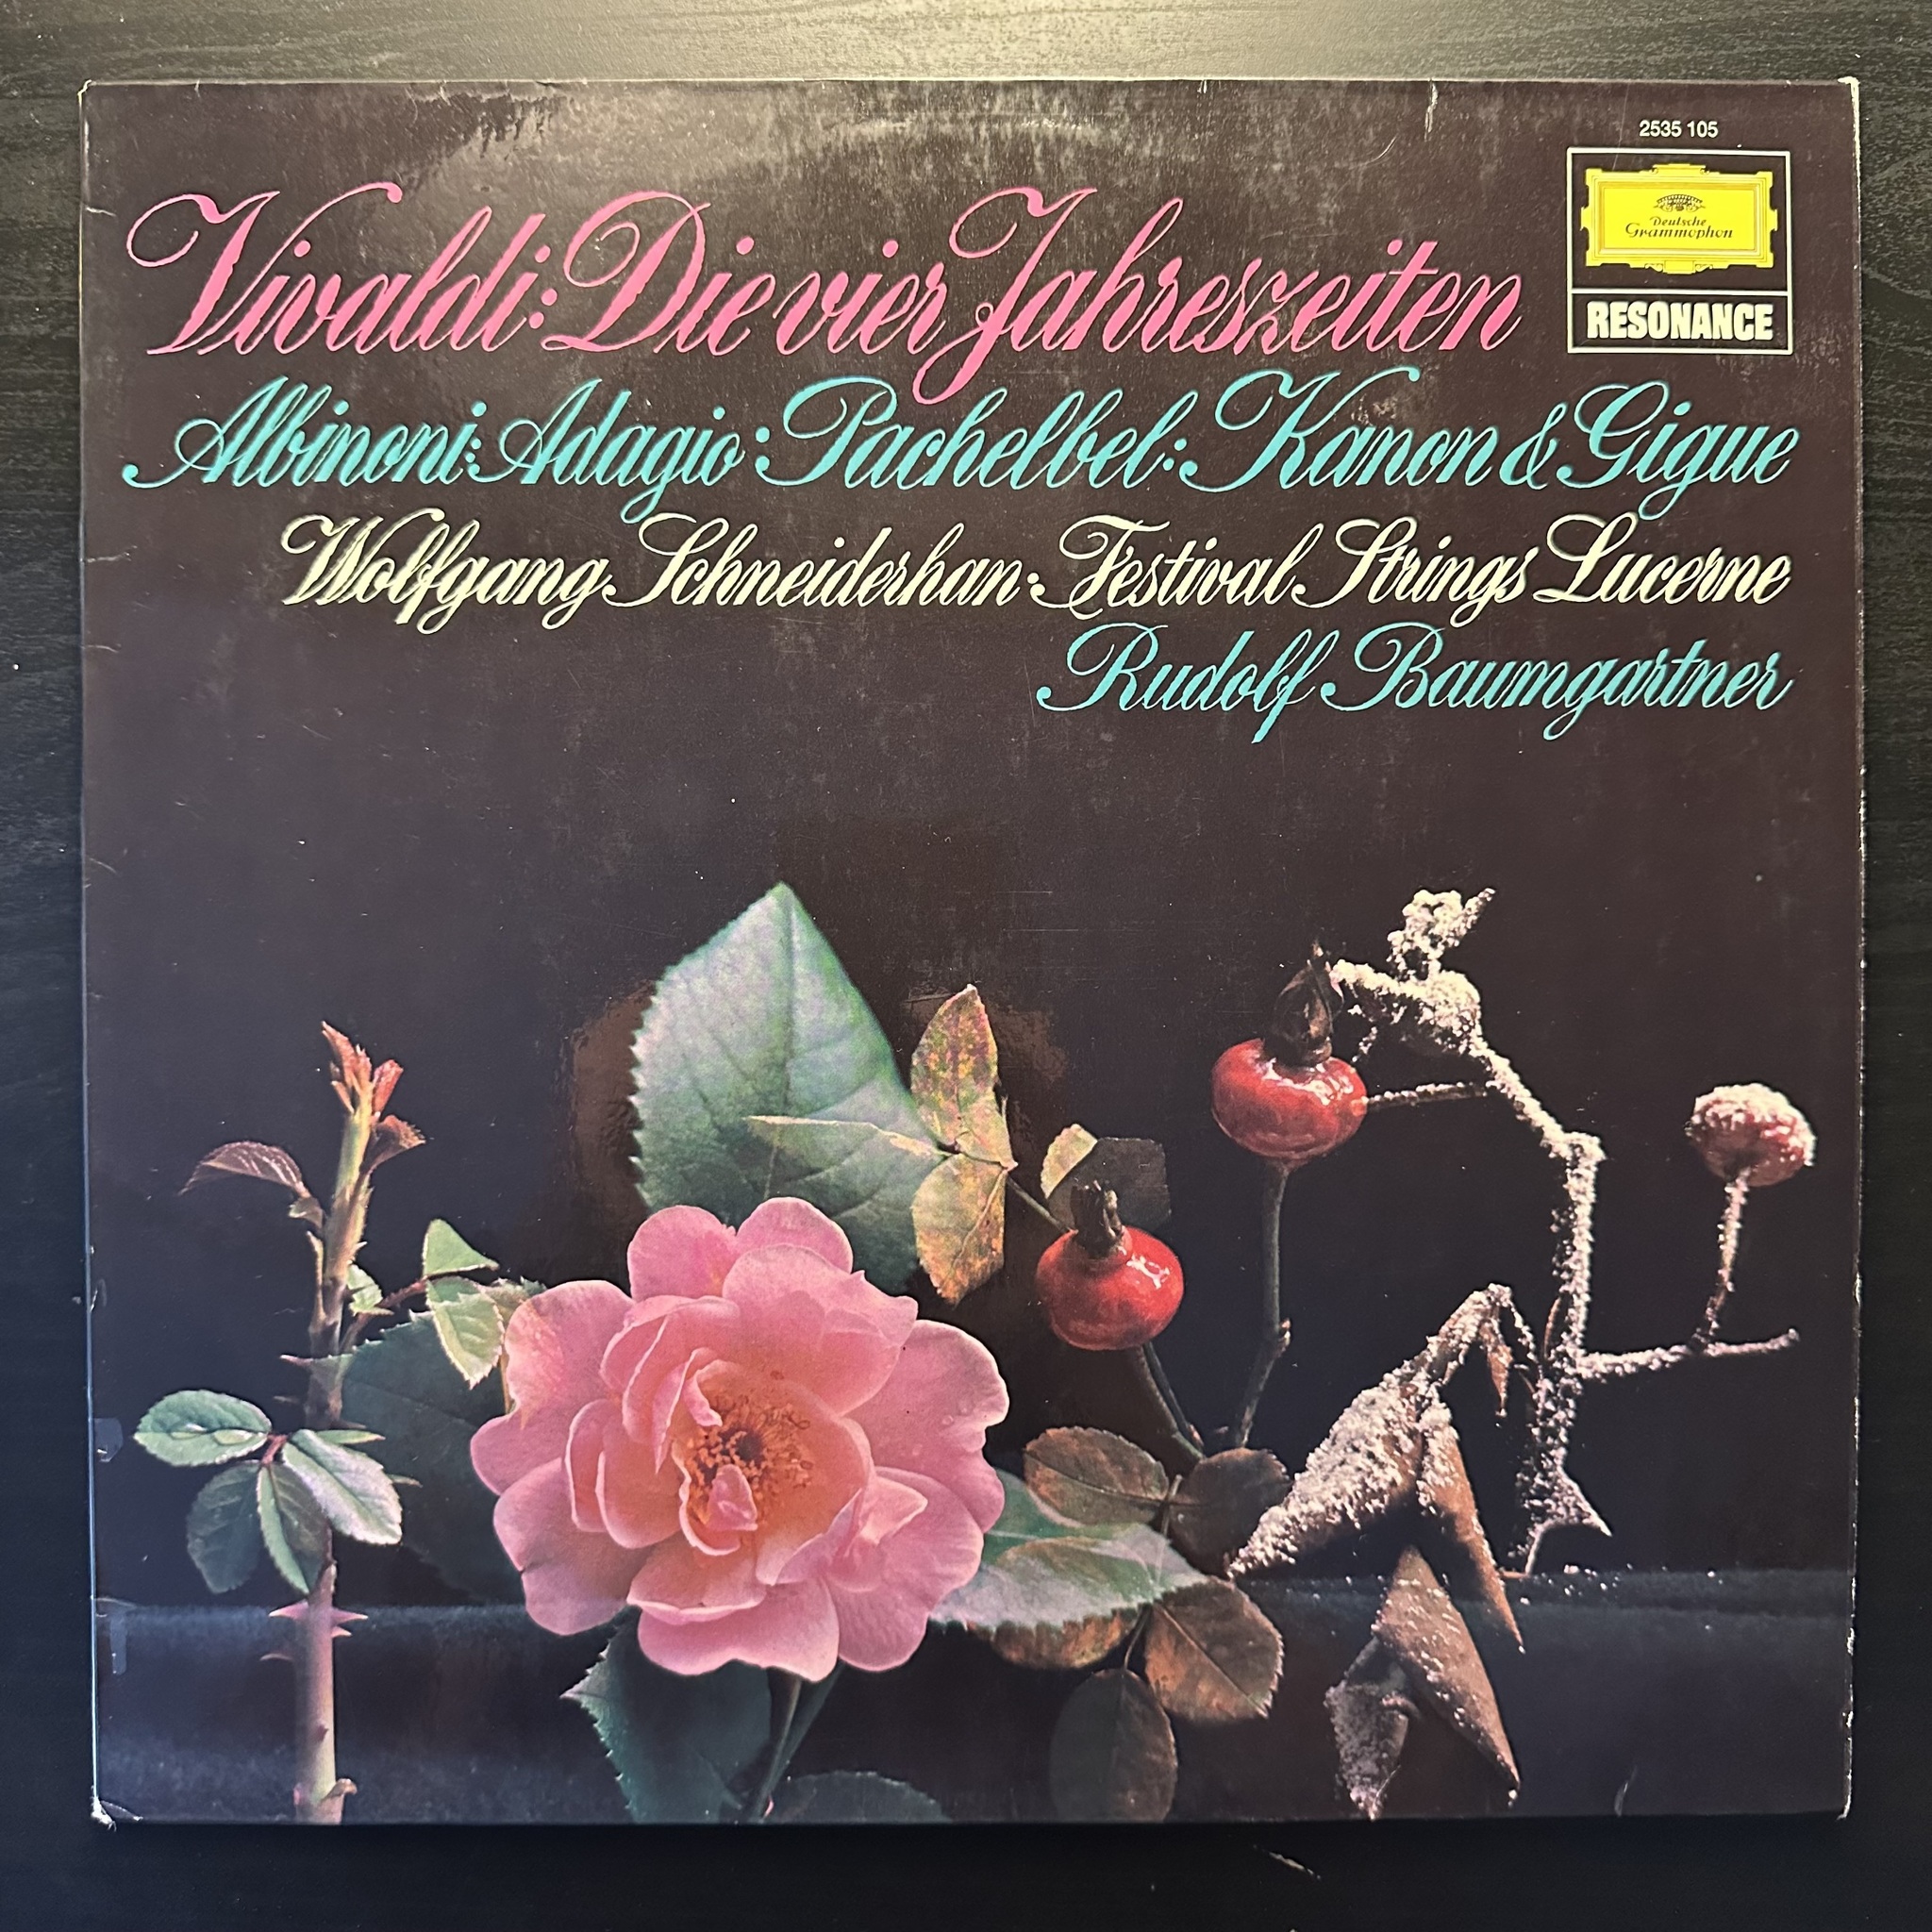 2535 105
Deutsche
Grammophon
RESONANCE
Vivaldi: Die vier Jahreszeiten
Albinoni: Adagio · Pachelbel: Kanon & Gigue
Wolfgang Schneiderhan · Festival Strings Lucerne
Rudolf Baumgartner